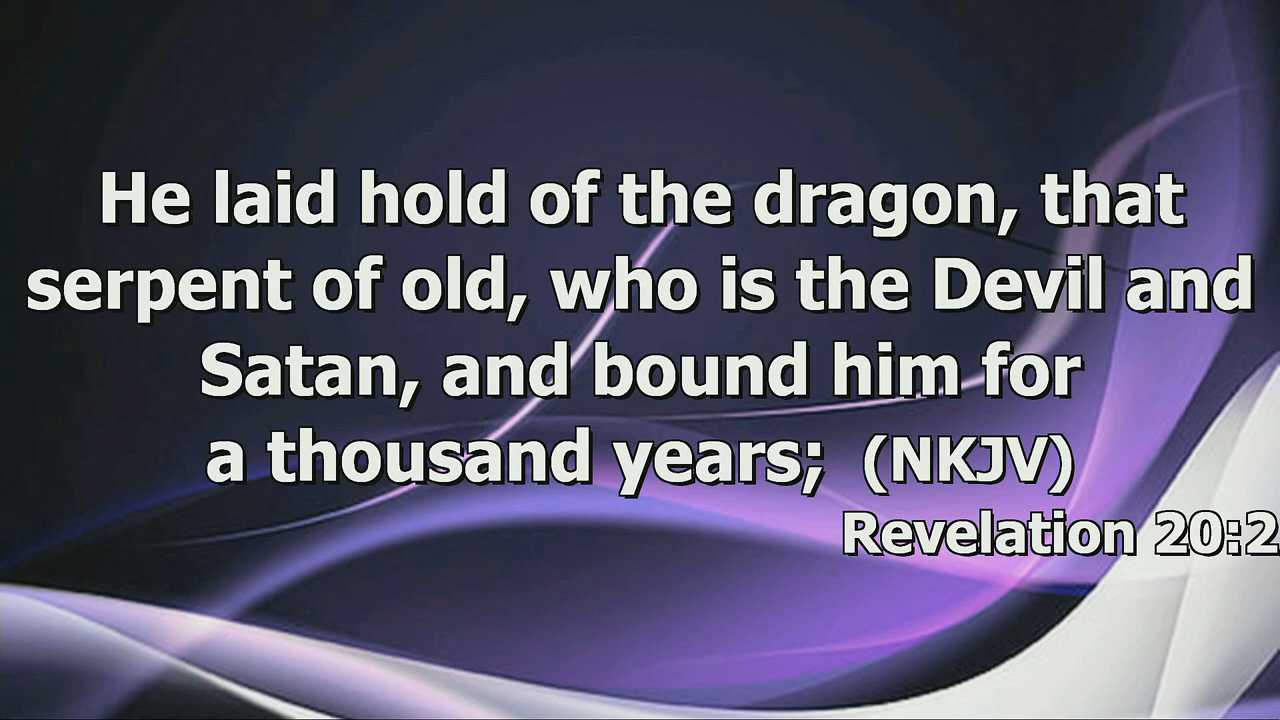 He laid hold of the dragon, that
serpent of old, who is the Devil and
Satan, and bound him for
a thousand years; (NKJV)
Revelation 20:2